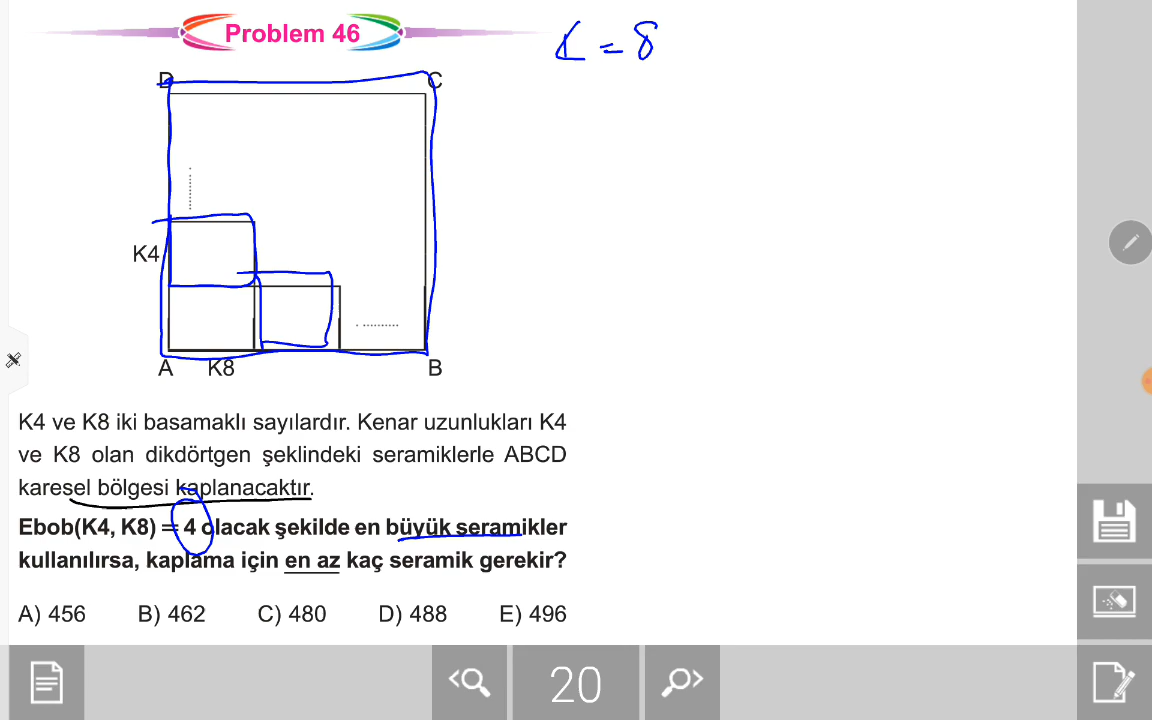 Problem 46
K = 8
D
C
K4
A
K8
B
K4 ve K8 iki basamaklı sayılardır. Kenar uzunlukları K4
ve K8 olan dikdörtgen şeklindeki seramiklerle ABCD
karesel bölgesi kaplanacaktır.
Ebob(K4, K8) = 4 olacak şekilde en büyük seramikler
kullanılırsa, kaplama için en az kaç seramik gerekir?
A) 456 B) 462 C) 480 D) 488 E) 496
20